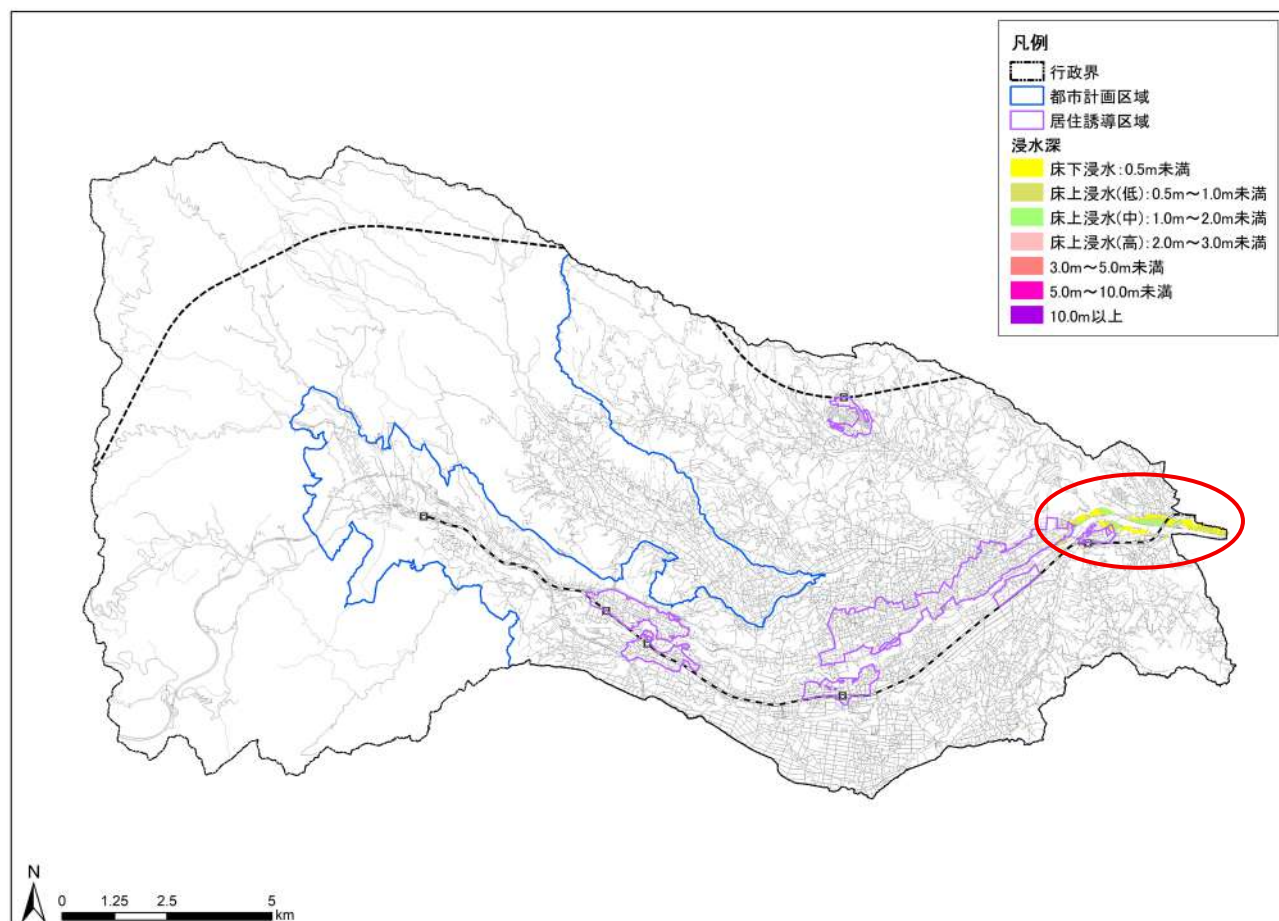 凡例
行政界
都市計画区域
居住誘導区域
浸水深
床下浸水:0.5m未満
床上浸水(低):0.5m～1.0m未満
床上浸水(中):1.0m～2.0m未満
床上浸水(高):2.0m～3.0m未満
3.0m～5.0m未満
5.0m～10.0m未満
10.0m以上
N
0 1.25 2.5 5
km